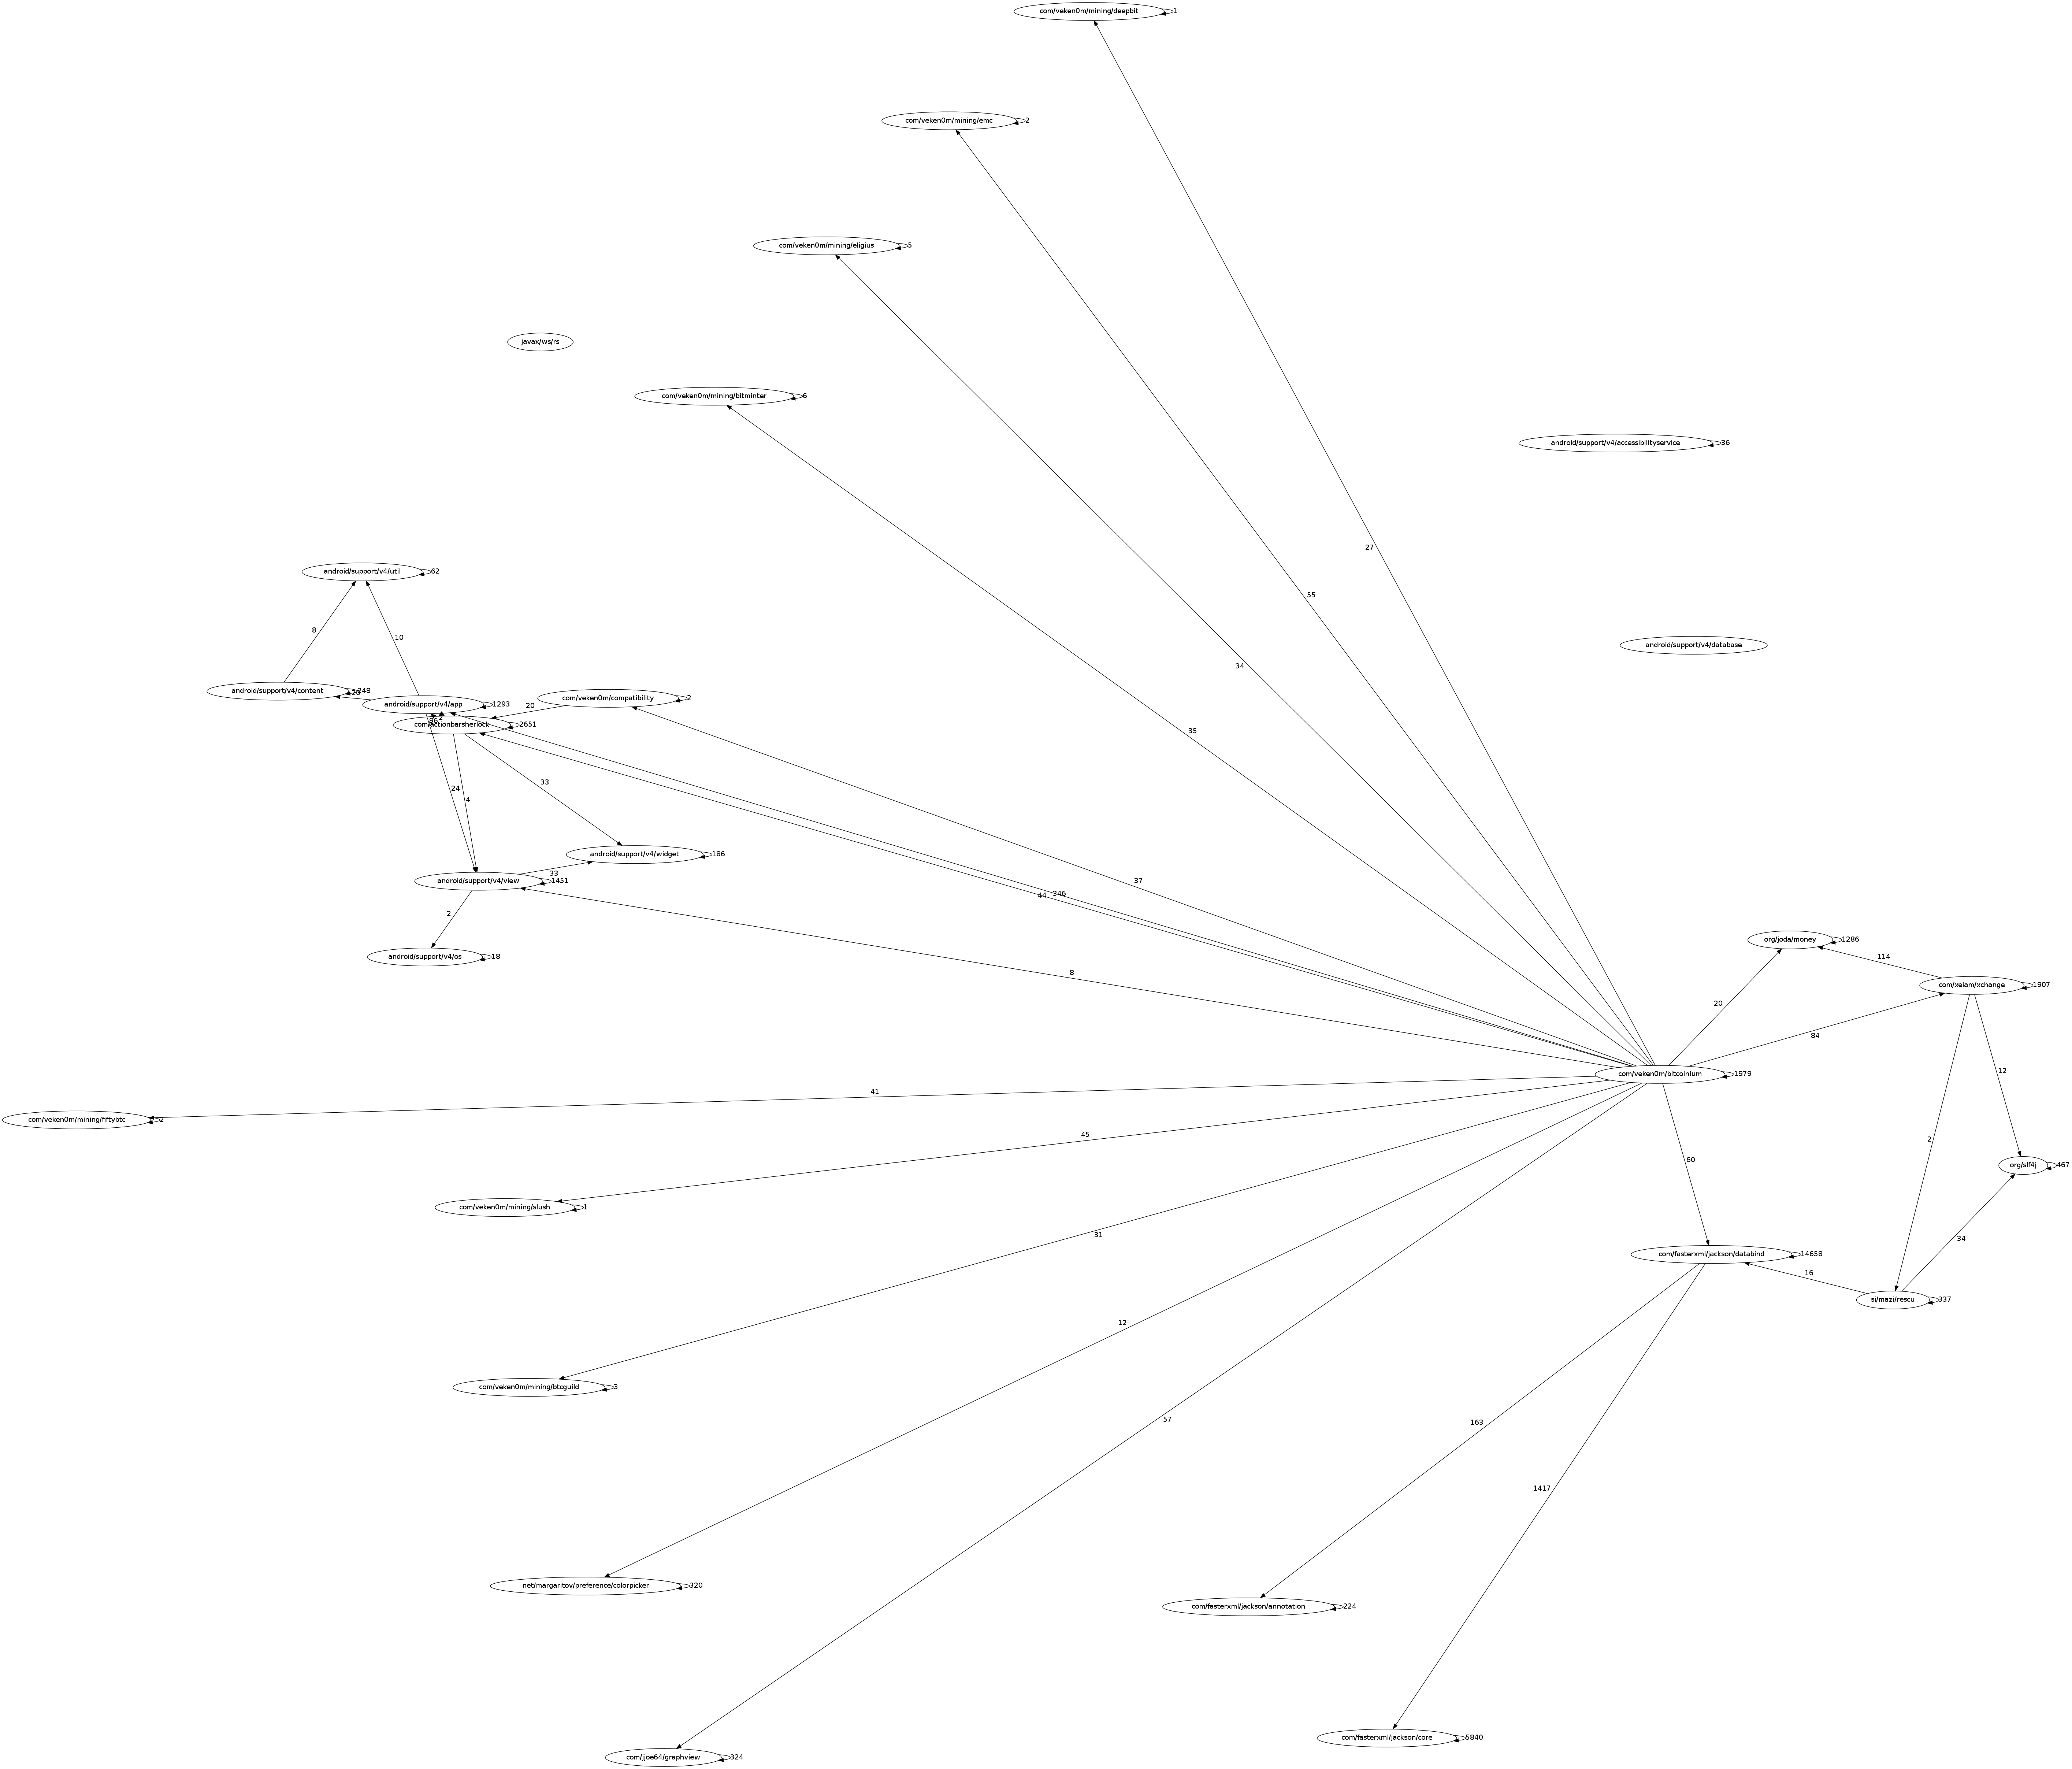 com/veken0m/mining/deepbit
1
com/veken0m/mining/emc
2
com/veken0m/mining/eligius
5
javax/ws/rs
com/veken0m/mining/bitminter
6
android/support/v4/accessibilityservice
36
27
android/support/v4/util
62
55
8
10
android/support/v4/database
34
android/support/v4/content
248
android/support/v4/app
1293
com/veken0m/compatibility
2
20
com/actionbarsherlock
2651
35
33
24
4
android/support/v4/widget
186
33
android/support/v4/view
1451
37
346
44
2
org/joda/money
1286
android/support/v4/os
18
114
8
com/xeiam/xchange
1907
20
84
com/veken0m/bitcoinium
1979
12
41
com/veken0m/mining/fiftybtc
2
45
2
60
org/slf4j
467
com/veken0m/mining/slush
1
31
34
com/fasterxml/jackson/databind
14658
16
si/mazi/rescu
337
12
com/veken0m/mining/btcguild
3
57
163
1417
net/margaritov/preference/colorpicker
320
com/fasterxml/jackson/annotation
224
com/fasterxml/jackson/core
5840
com/jjoe64/graphview
324